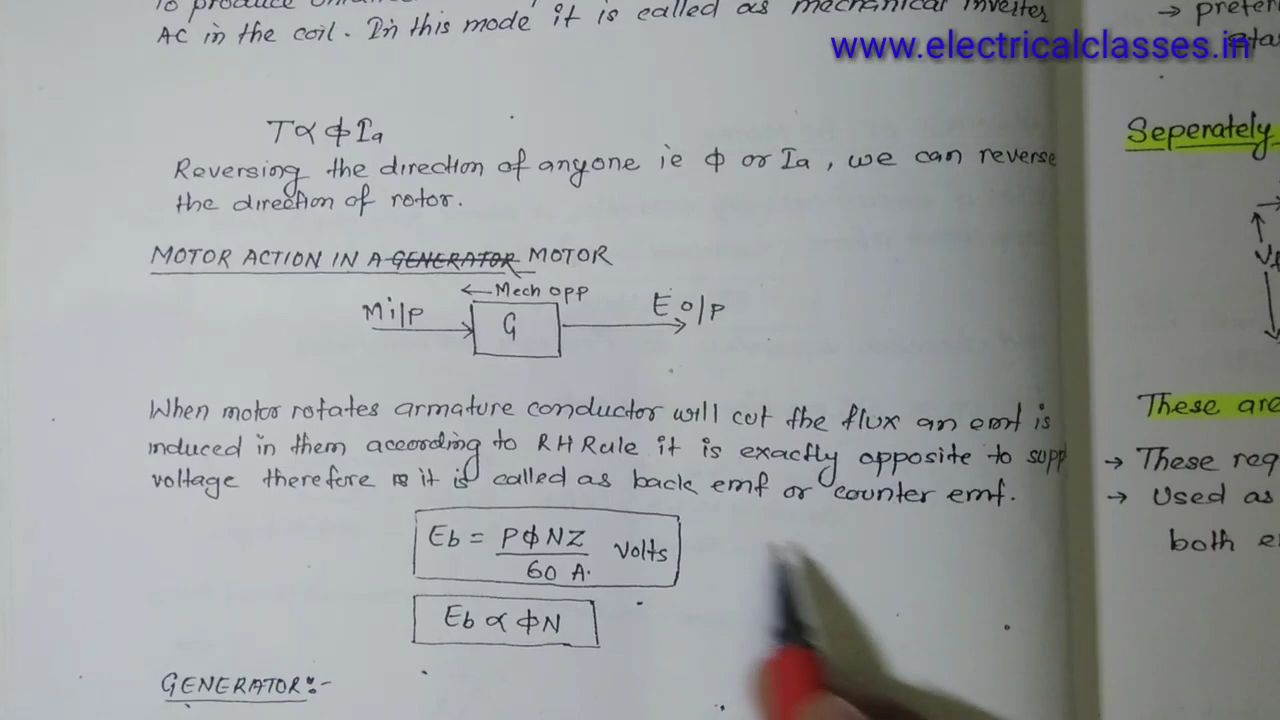 To produce
it is called as mechanical inverter
AC in the coil. In this mode
www.electricalclasses.in
→ prefer
Sta
T∝ ϕ Ia
Reversing the direction of anyone ie ϕ or Ia, we can reverse
the direction of rotor.
Seperately
MOTOR ACTION IN A GENERATOR MOTOR
← Mech opp
M i/p
G
E o/p
When motor rotates armature conductor will cut the flux an emf is
induced in them according to RH Rule it is exactly opposite to supp
voltage therefore it is called as back emf or counter emf.
Eb = PϕNZ / 60 A. Volts
Eb ∝ ϕN
GENERATOR:-
These are
→ These req
→ Used as
both e